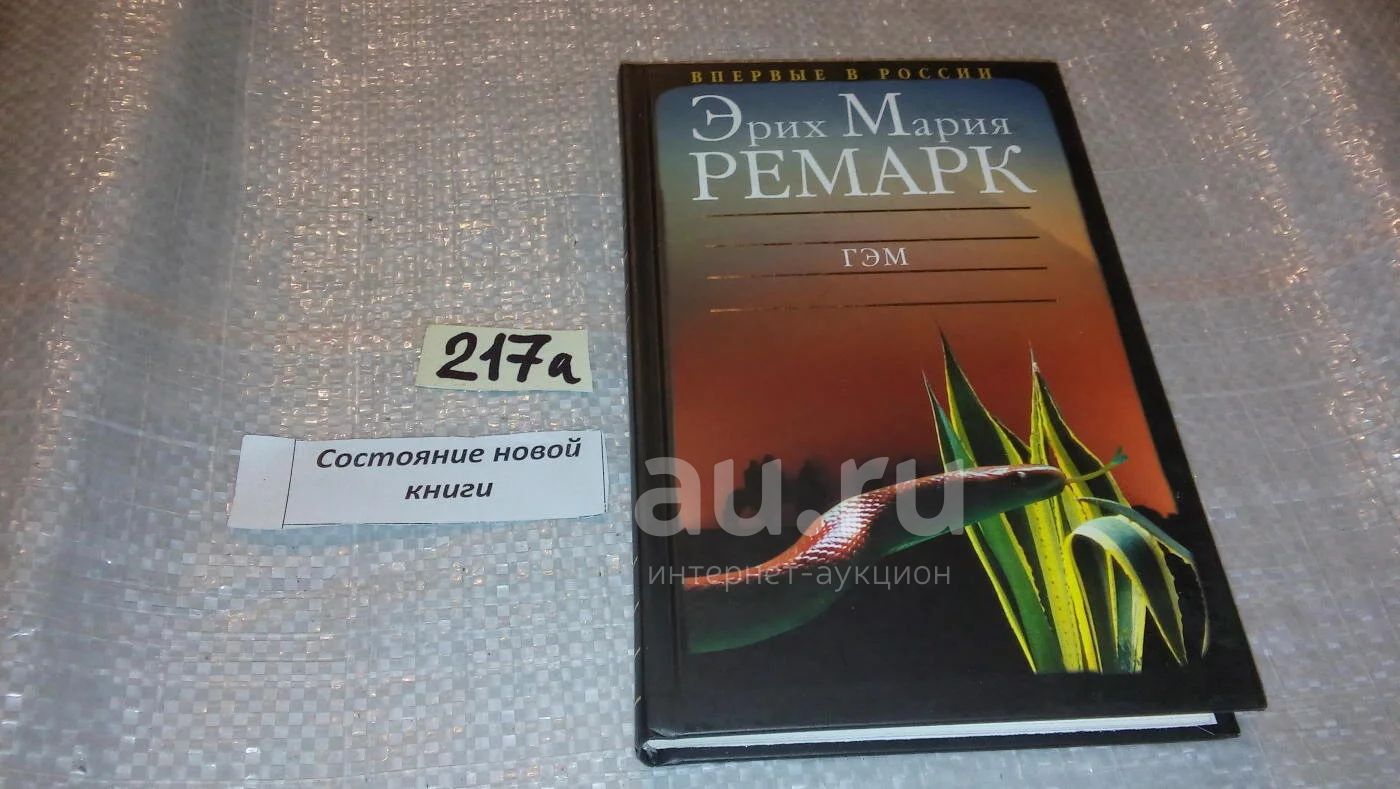 ВПЕРВЫЕ В РОССИИ
Эрих Мария
РЕМАРК
ГЭМ
217а
Состояние новой
книги
au.ru
интернет-аукцион